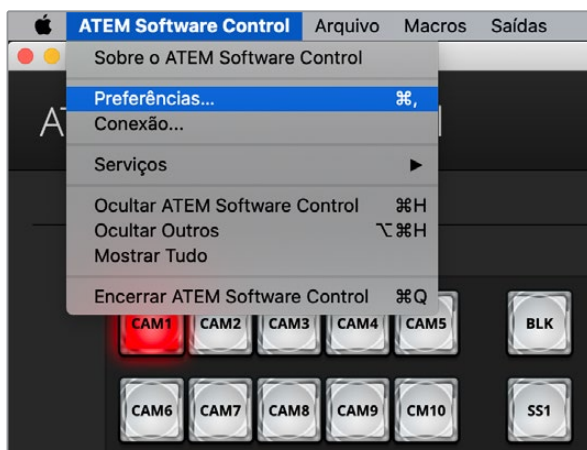 ATEM Software Control Arquivo Macros Saídas
Sobre o ATEM Software Control
Preferências... ⌘,
Conexão...
Serviços ▶
Ocultar ATEM Software Control ⌘H
Ocultar Outros ⌥⌘H
Mostrar Tudo
Encerrar ATEM Software Control ⌘Q
CAM1 CAM2 CAM3 CAM4 CAM5 BLK
CAM6 CAM7 CAM8 CAM9 CM10 SS1